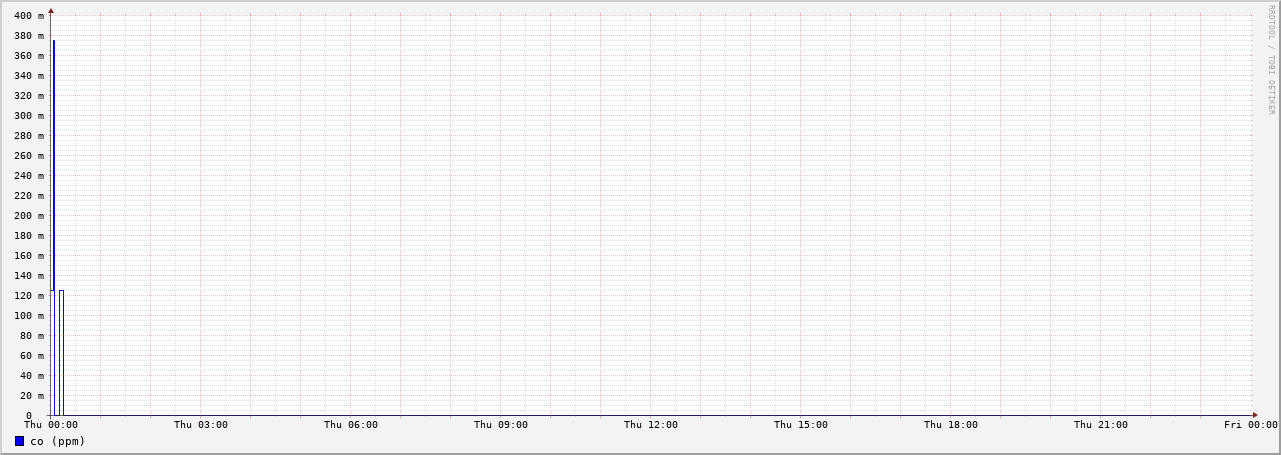 400 m
380 m
360 m
340 m
320 m
300 m
280 m
260 m
240 m
220 m
200 m
180 m
160 m
140 m
120 m
100 m
80 m
60 m
40 m
20 m
0
Thu 00:00 Thu 03:00 Thu 06:00 Thu 09:00 Thu 12:00 Thu 15:00 Thu 18:00 Thu 21:00 Fri 00:00
co (ppm)
RRDTOOL / TOBI OETIKER